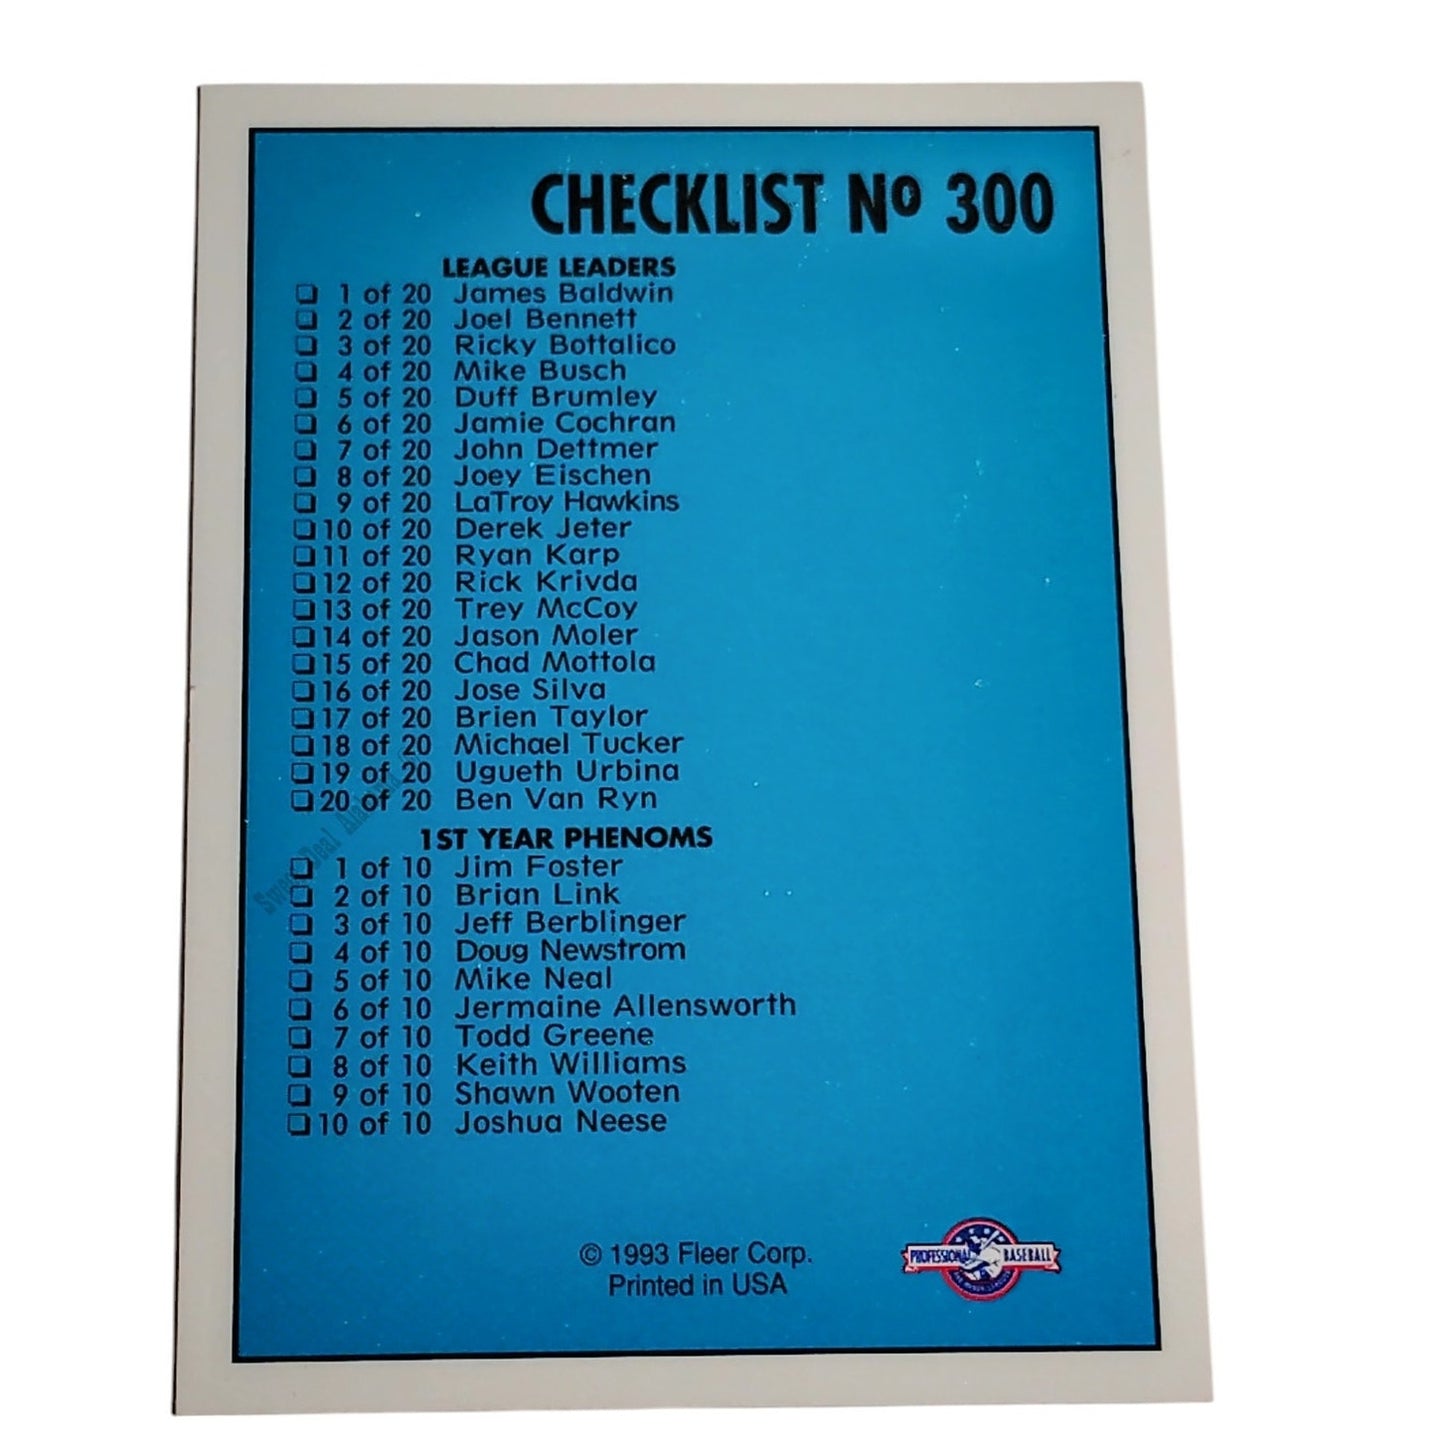 CHECKLIST Nº 300
LEAGUE LEADERS
1 of 20 James Baldwin
2 of 20 Joel Bennett
3 of 20 Ricky Bottalico
4 of 20 Mike Busch
5 of 20 Duff Brumley
6 of 20 Jamie Cochran
7 of 20 John Dettmer
8 of 20 Joey Eischen
9 of 20 LaTroy Hawkins
10 of 20 Derek Jeter
11 of 20 Ryan Karp
12 of 20 Rick Krivda
13 of 20 Trey McCoy
14 of 20 Jason Moler
15 of 20 Chad Mottola
16 of 20 Jose Silva
17 of 20 Brien Taylor
18 of 20 Michael Tucker
19 of 20 Ugueth Urbina
20 of 20 Ben Van Ryn
1ST YEAR PHENOMS
1 of 10 Jim Foster
2 of 10 Brian Link
3 of 10 Jeff Berblinger
4 of 10 Doug Newstrom
5 of 10 Mike Neal
6 of 10 Jermaine Allensworth
7 of 10 Todd Greene
8 of 10 Keith Williams
9 of 10 Shawn Wooten
10 of 10 Joshua Neese
© 1993 Fleer Corp.
Printed in USA
PROFESSIONAL BASEBALL